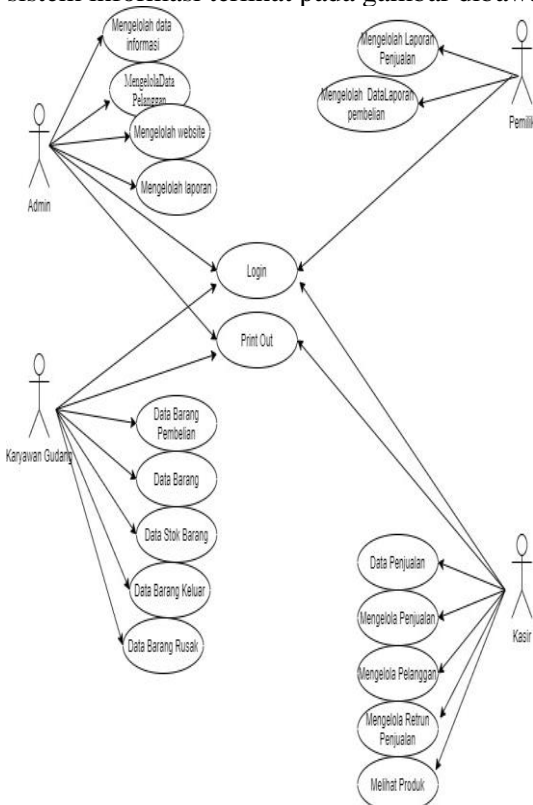 Mengelolah data
informasi
MengelolaData
Pelanggan
Mengelolah website
Mengelolah laporan
Admin
Mengelolah Laporan
Penjualan
Mengelolah DataLaporan
pembelian
Pemilik
Login
Print Out
Karyawan Gudang
Data Barang
Pembelian
Data Barang
Data Stok Barang
Data Barang Keluar
Data Barang Rusak
Data Penjualan
Mengelola Penjualan
Mengelola Pelanggan
Mengelola Retrun
Penjualan
Melihat Produk
Kasir